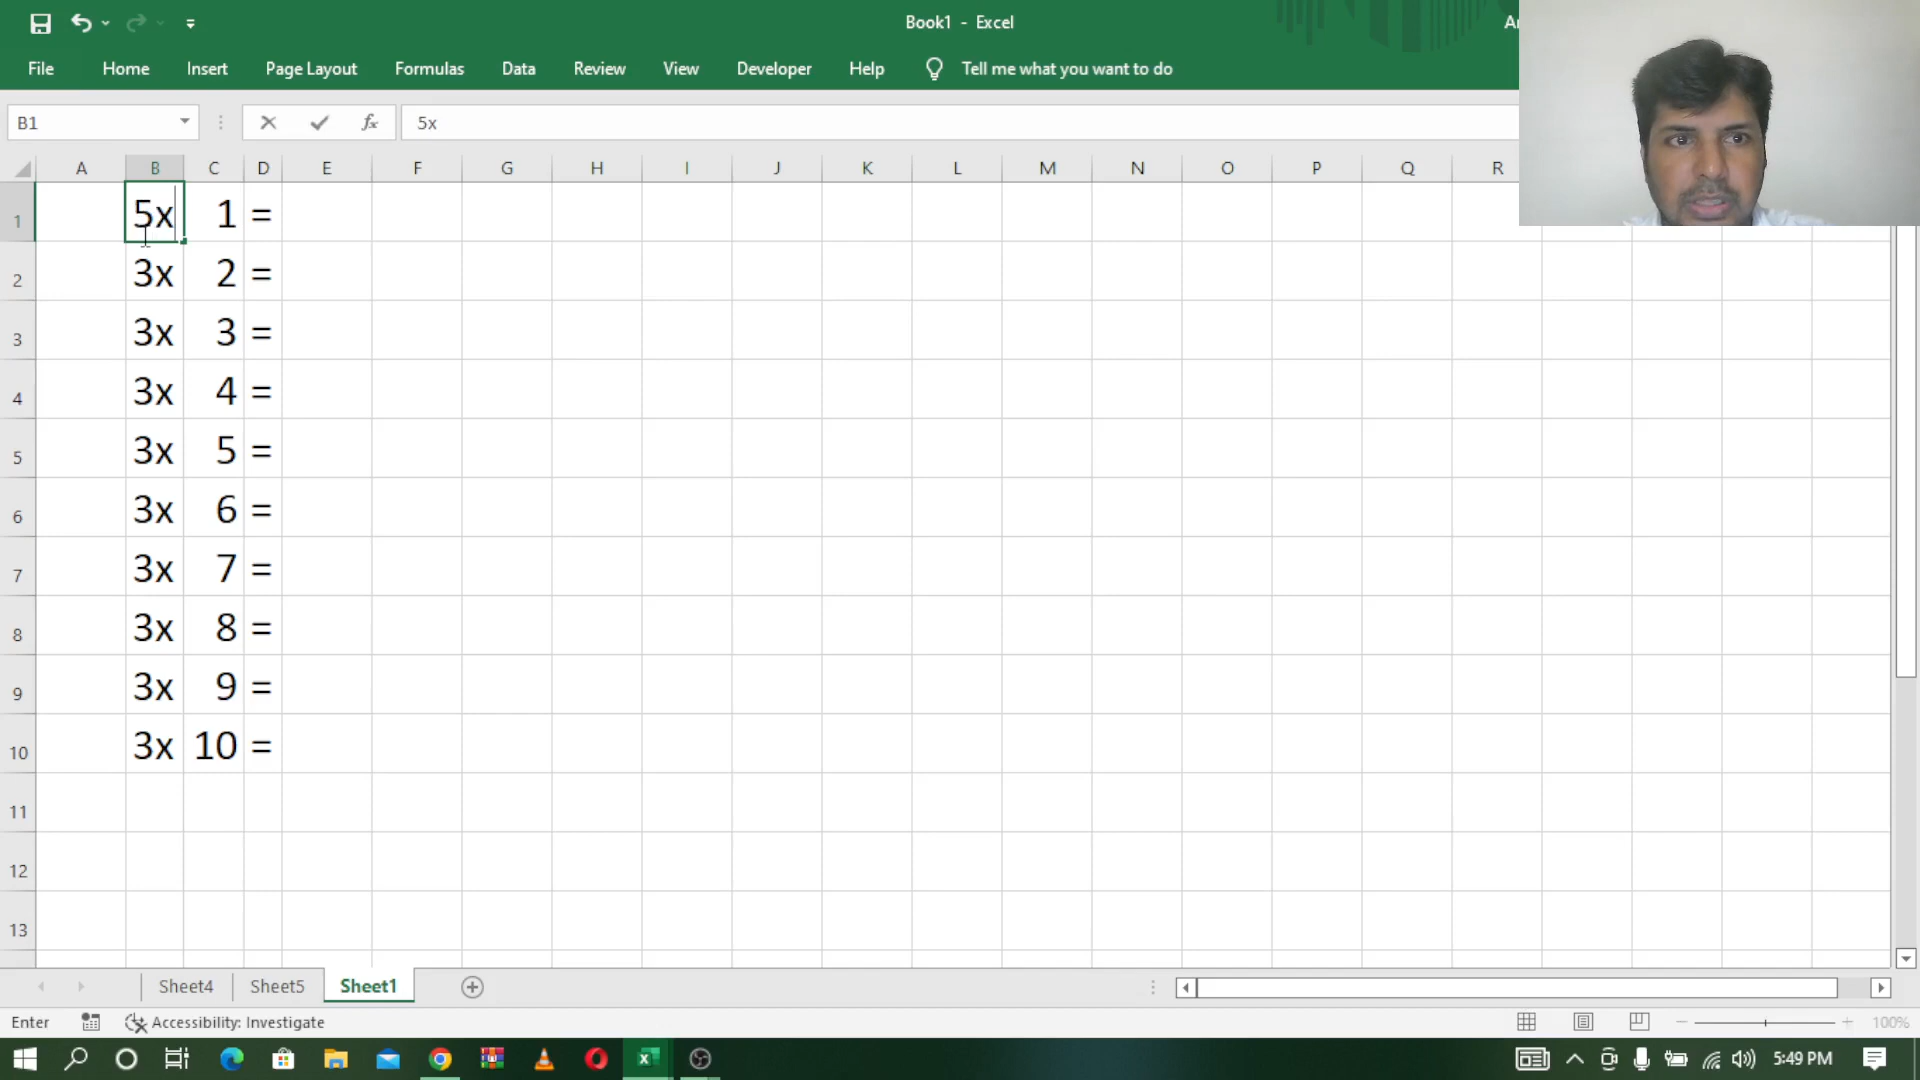 Book1 - Excel
File Home Insert Page Layout Formulas Data Review View Developer Help Tell me what you want to do
B1 fx 5x
A B C D E F G H I J K L M N O P Q R
1 5x 1 =
2 3x 2 =
3 3x 3 =
4 3x 4 =
5 3x 5 =
6 3x 6 =
7 3x 7 =
8 3x 8 =
9 3x 9 =
10 3x 10 =
11
12
13
Sheet4 Sheet5 Sheet1
Enter Accessibility: Investigate 100%
5:49 PM